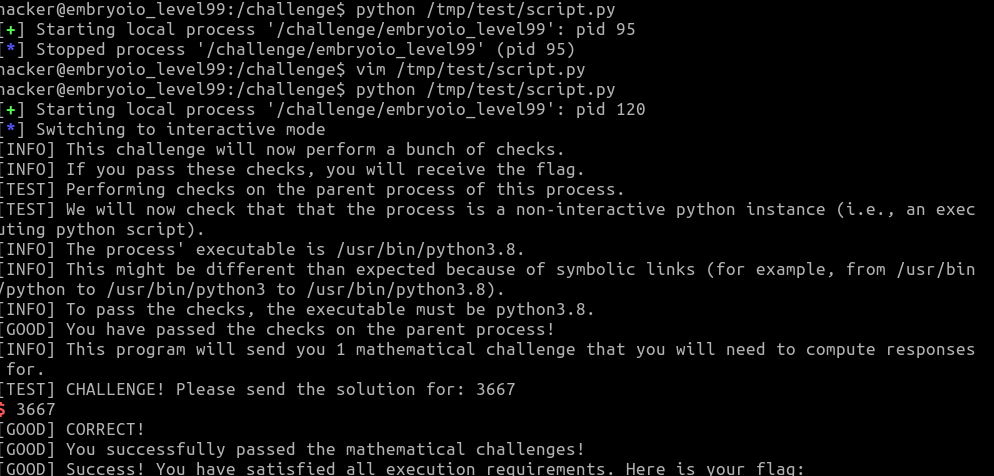 hacker@embryoio_level99:/challenge$ python /tmp/test/script.py
[+] Starting local process '/challenge/embryoio_level99': pid 95
[*] Stopped process '/challenge/embryoio_level99' (pid 95)
hacker@embryoio_level99:/challenge$ vim /tmp/test/script.py
hacker@embryoio_level99:/challenge$ python /tmp/test/script.py
[+] Starting local process '/challenge/embryoio_level99': pid 120
[*] Switching to interactive mode
[INFO] This challenge will now perform a bunch of checks.
[INFO] If you pass these checks, you will receive the flag.
[TEST] Performing checks on the parent process of this process.
[TEST] We will now check that that the process is a non-interactive python instance (i.e., an exec
uting python script).
[INFO] The process' executable is /usr/bin/python3.8.
[INFO] This might be different than expected because of symbolic links (for example, from /usr/bin
/python to /usr/bin/python3 to /usr/bin/python3.8).
[INFO] To pass the checks, the executable must be python3.8.
[GOOD] You have passed the checks on the parent process!
[INFO] This program will send you 1 mathematical challenge that you will need to compute responses
 for.
[TEST] CHALLENGE! Please send the solution for: 3667
$ 3667
[GOOD] CORRECT!
[GOOD] You successfully passed the mathematical challenges!
[GOOD] Success! You have satisfied all execution requirements. Here is your flag: